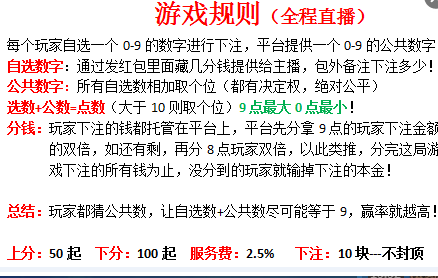 游戏规则（全程直播）
每个玩家自选一个 0-9 的数字进行下注，平台提供一个 0-9 的公共数字
自选数字：通过发红包里面藏几分钱提供给主播，包外备注下注多少！
公共数字：所有自选数相加取个位（都有决定权，绝对公平）
选数+公数=点数（大于 10 则取个位）9 点最大 0 点最小！
分钱：玩家下注的钱都托管在平台上，平台先分拿 9 点的玩家下注金额
的双倍，如还有剩，再分 8 点玩家双倍，以此类推，分完这局游
戏下注的所有钱为止，没分到的玩家就输掉下注的本金！
总结：玩家都猜公共数，让自选数+公共数尽可能等于 9，赢率就越高！
上分：50 起 下分：100 起 服务费：2.5% 下注：10 块---不封顶